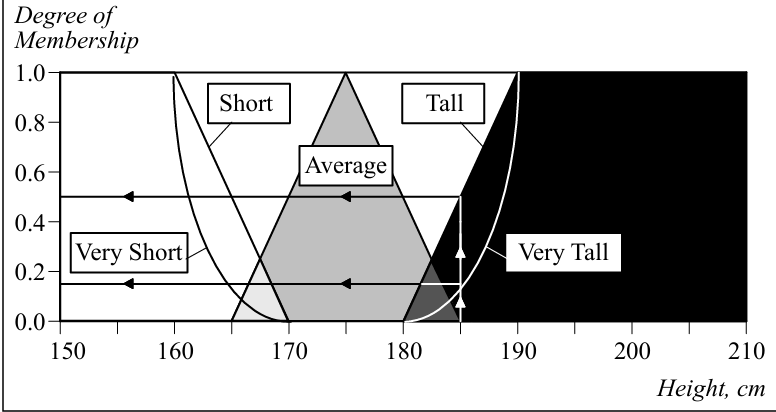 Degree of
Membership
1.0
Short
Tall
0.8
Average
0.6
0.4
Very Short
Very Tall
0.2
0.0
150 160 170 180 190 200 210
Height, cm